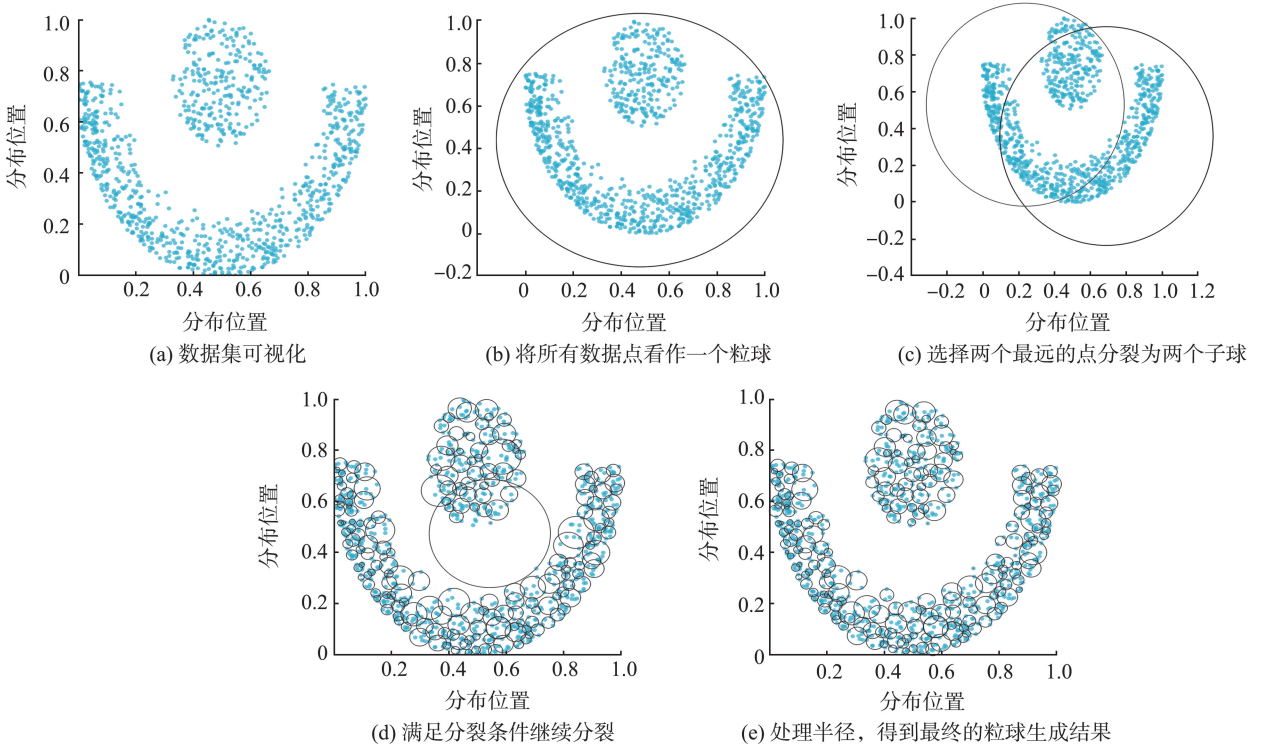 1.0
0.8
0.6
0.4
0.2
0
0.2 0.4 0.6 0.8 1.0
分布位置
分布位置
(a) 数据集可视化
1.0
0.8
0.6
0.4
0.2
0
−0.2
0 0.2 0.4 0.6 0.8 1.0
分布位置
分布位置
(b) 将所有数据点看作一个粒球
1.0
0.8
0.6
0.4
0.2
0
−0.2
−0.4
−0.2 0 0.2 0.4 0.6 0.8 1.0 1.2
分布位置
分布位置
(c) 选择两个最远的点分裂为两个子球
1.0
0.8
0.6
0.4
0.2
0
0.2 0.4 0.6 0.8 1.0
分布位置
分布位置
(d) 满足分裂条件继续分裂
1.0
0.8
0.6
0.4
0.2
0
0.2 0.4 0.6 0.8 1.0
分布位置
分布位置
(e) 处理半径，得到最终的粒球生成结果